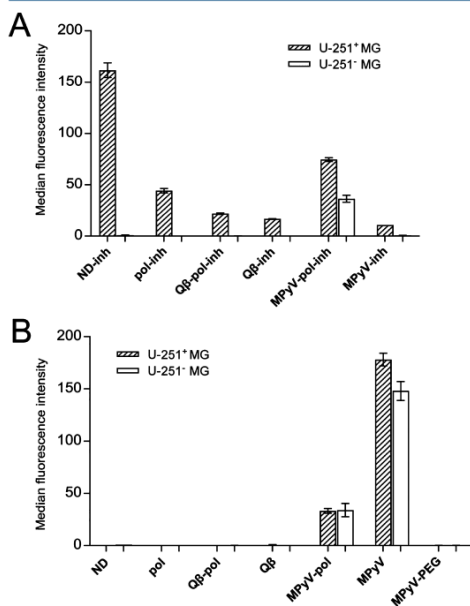 A
200
150
100
50
0
Median fluorescence intensity
U-251⁺ MG
U-251⁻ MG
ND-inh
pol-inh
Qβ-pol-inh
Qβ-inh
MPyV-pol-inh
MPyV-inh
B
200
150
100
50
0
Median fluorescence intensity
U-251⁺ MG
U-251⁻ MG
ND
pol
Qβ-pol
Qβ
MPyV-pol
MPyV
MPyV-PEG